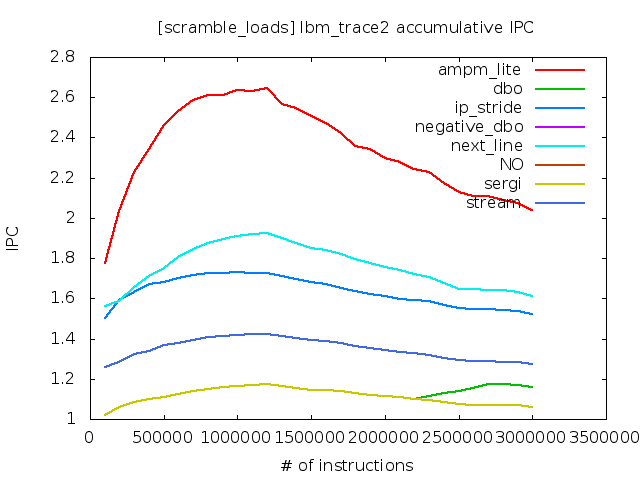 [scramble_loads] lbm_trace2 accumulative IPC
2.8
2.6
2.4
2.2
2
1.8
1.6
1.4
1.2
1
IPC
ampm_lite
dbo
ip_stride
negative_dbo
next_line
NO
sergi
stream
0 500000 1000000 1500000 2000000 2500000 3000000 3500000
# of instructions